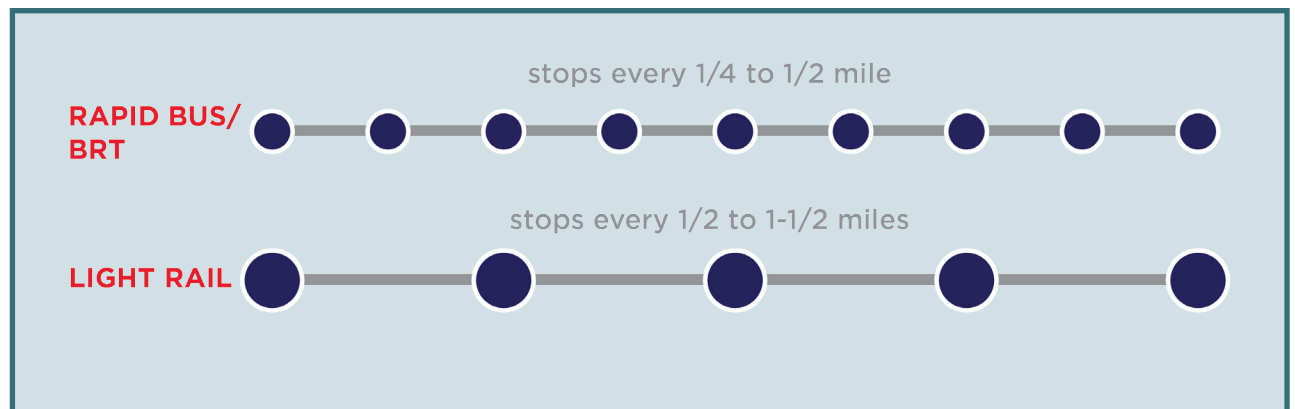 stops every 1/4 to 1/2 mile
RAPID BUS/
BRT
stops every 1/2 to 1-1/2 miles
LIGHT RAIL